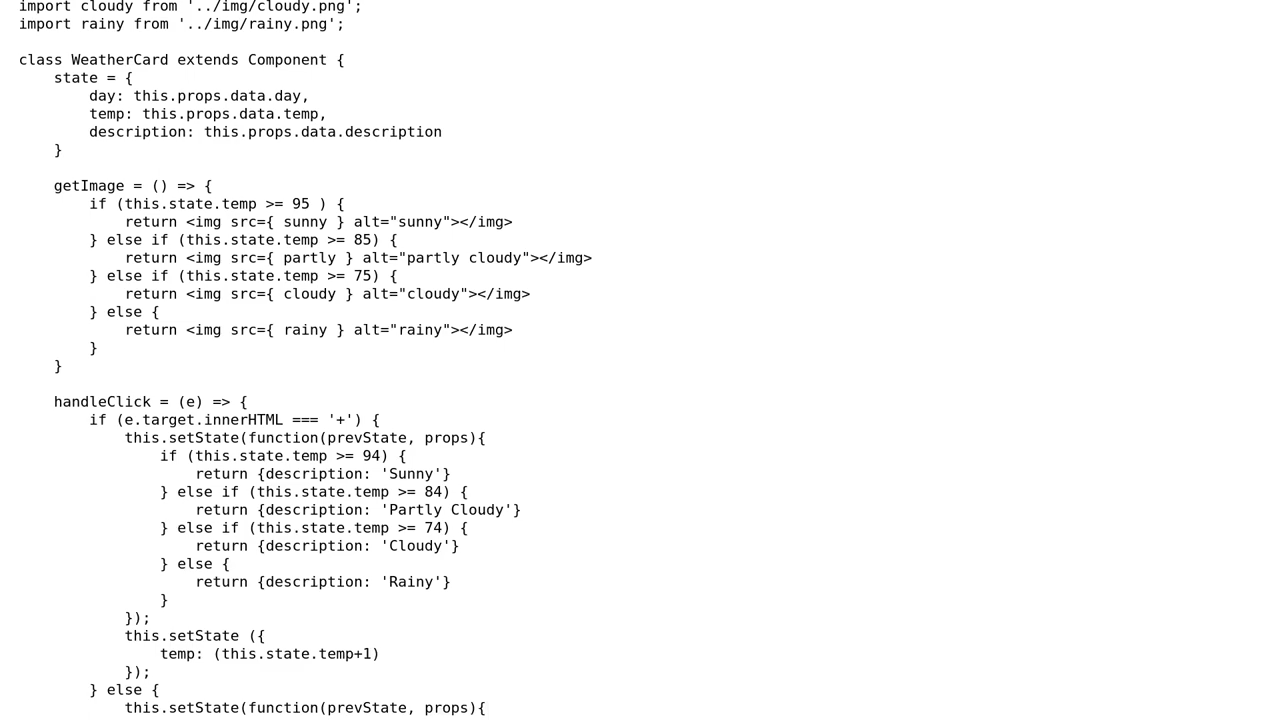 import cloudy from '../img/cloudy.png';
import rainy from '../img/rainy.png';

class WeatherCard extends Component {
    state = {
        day: this.props.data.day,
        temp: this.props.data.temp,
        description: this.props.data.description
    }

    getImage = () => {
        if (this.state.temp >= 95 ) {
            return <img src={ sunny } alt="sunny"></img>
        } else if (this.state.temp >= 85) {
            return <img src={ partly } alt="partly cloudy"></img>
        } else if (this.state.temp >= 75) {
            return <img src={ cloudy } alt="cloudy"></img>
        } else {
            return <img src={ rainy } alt="rainy"></img>
        }
    }

    handleClick = (e) => {
        if (e.target.innerHTML === '+') {
            this.setState(function(prevState, props){
                if (this.state.temp >= 94) {
                    return {description: 'Sunny'}
                } else if (this.state.temp >= 84) {
                    return {description: 'Partly Cloudy'}
                } else if (this.state.temp >= 74) {
                    return {description: 'Cloudy'}
                } else {
                    return {description: 'Rainy'}
                }
            });
            this.setState ({
                temp: (this.state.temp+1)
            });
        } else {
            this.setState(function(prevState, props){